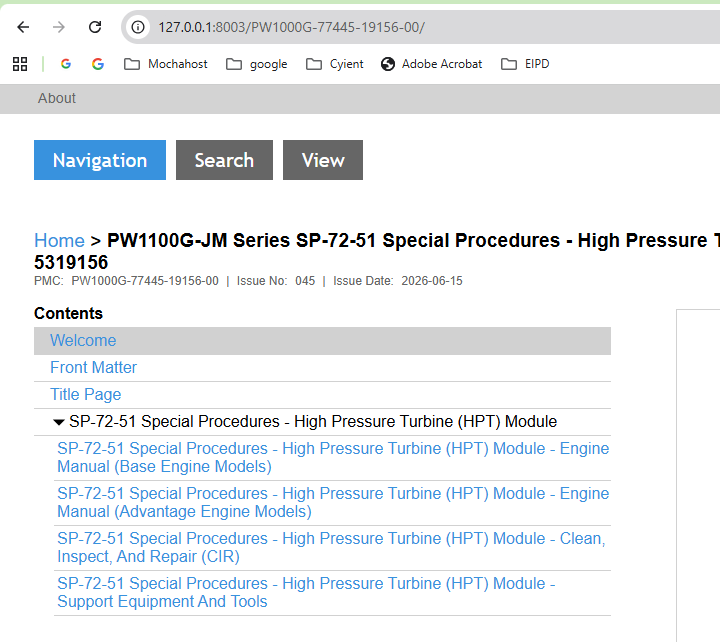 127.0.0.1:8003/PW1000G-77445-19156-00/
Mochahost google Cyient Adobe Acrobat EIPD
About
Navigation Search View
Home > PW1100G-JM Series SP-72-51 Special Procedures - High Pressure
5319156
PMC: PW1000G-77445-19156-00 | Issue No: 045 | Issue Date: 2026-06-15
Contents
Welcome
Front Matter
Title Page
SP-72-51 Special Procedures - High Pressure Turbine (HPT) Module
SP-72-51 Special Procedures - High Pressure Turbine (HPT) Module - Engine
Manual (Base Engine Models)
SP-72-51 Special Procedures - High Pressure Turbine (HPT) Module - Engine
Manual (Advantage Engine Models)
SP-72-51 Special Procedures - High Pressure Turbine (HPT) Module - Clean,
Inspect, And Repair (CIR)
SP-72-51 Special Procedures - High Pressure Turbine (HPT) Module -
Support Equipment And Tools